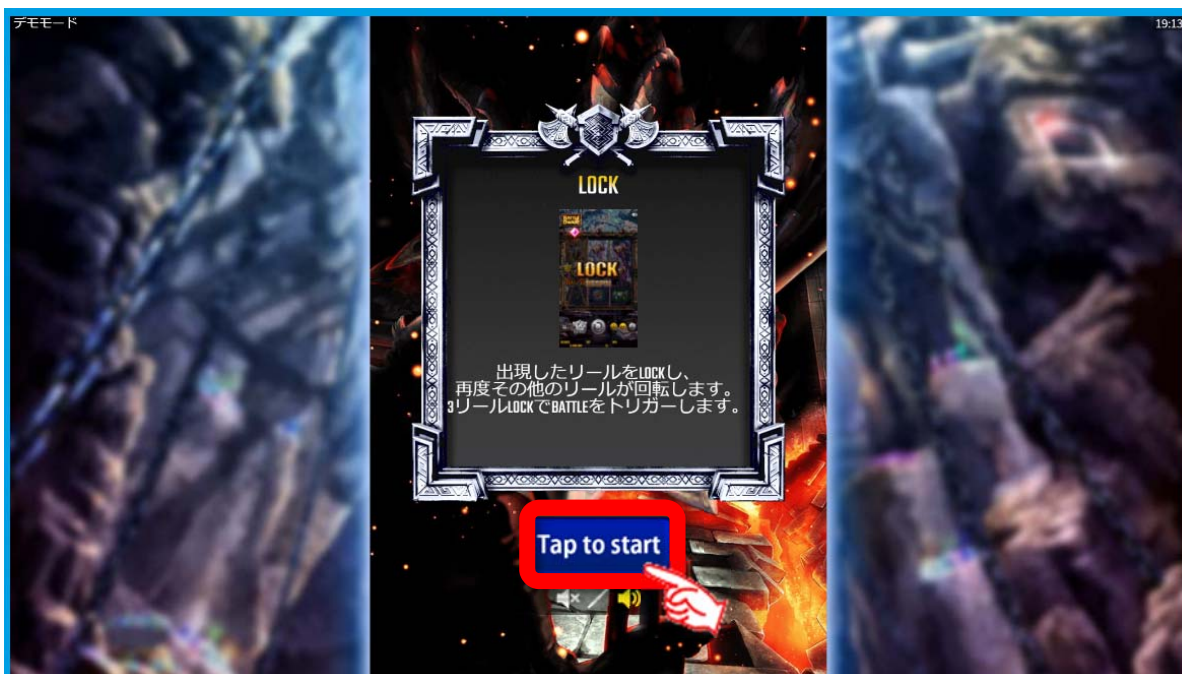 デモモード
19:13
LOCK
LOCK
出現したリールをLOCKし、
再度その他のリールが回転します。
3リールLOCKでBATTLEをトリガーします。
Tap to start